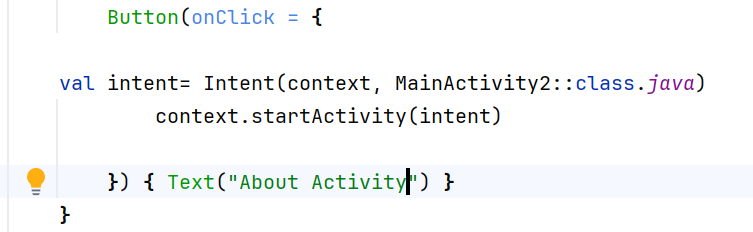 Button(onClick = {
val intent= Intent(context, MainActivity2::class.java)
context.startActivity(intent)
}) { Text("About Activity") }
}